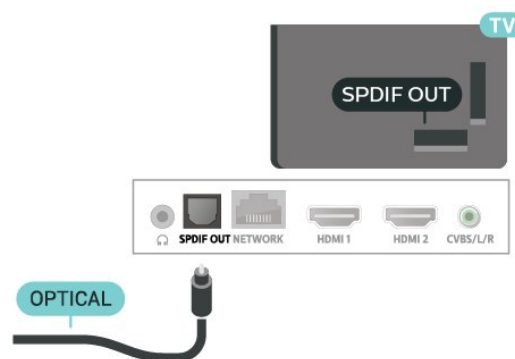 TV
SPDIF OUT
SPDIF OUT NETWORK HDMI 1 HDMI 2 CVBS/L/R
OPTICAL